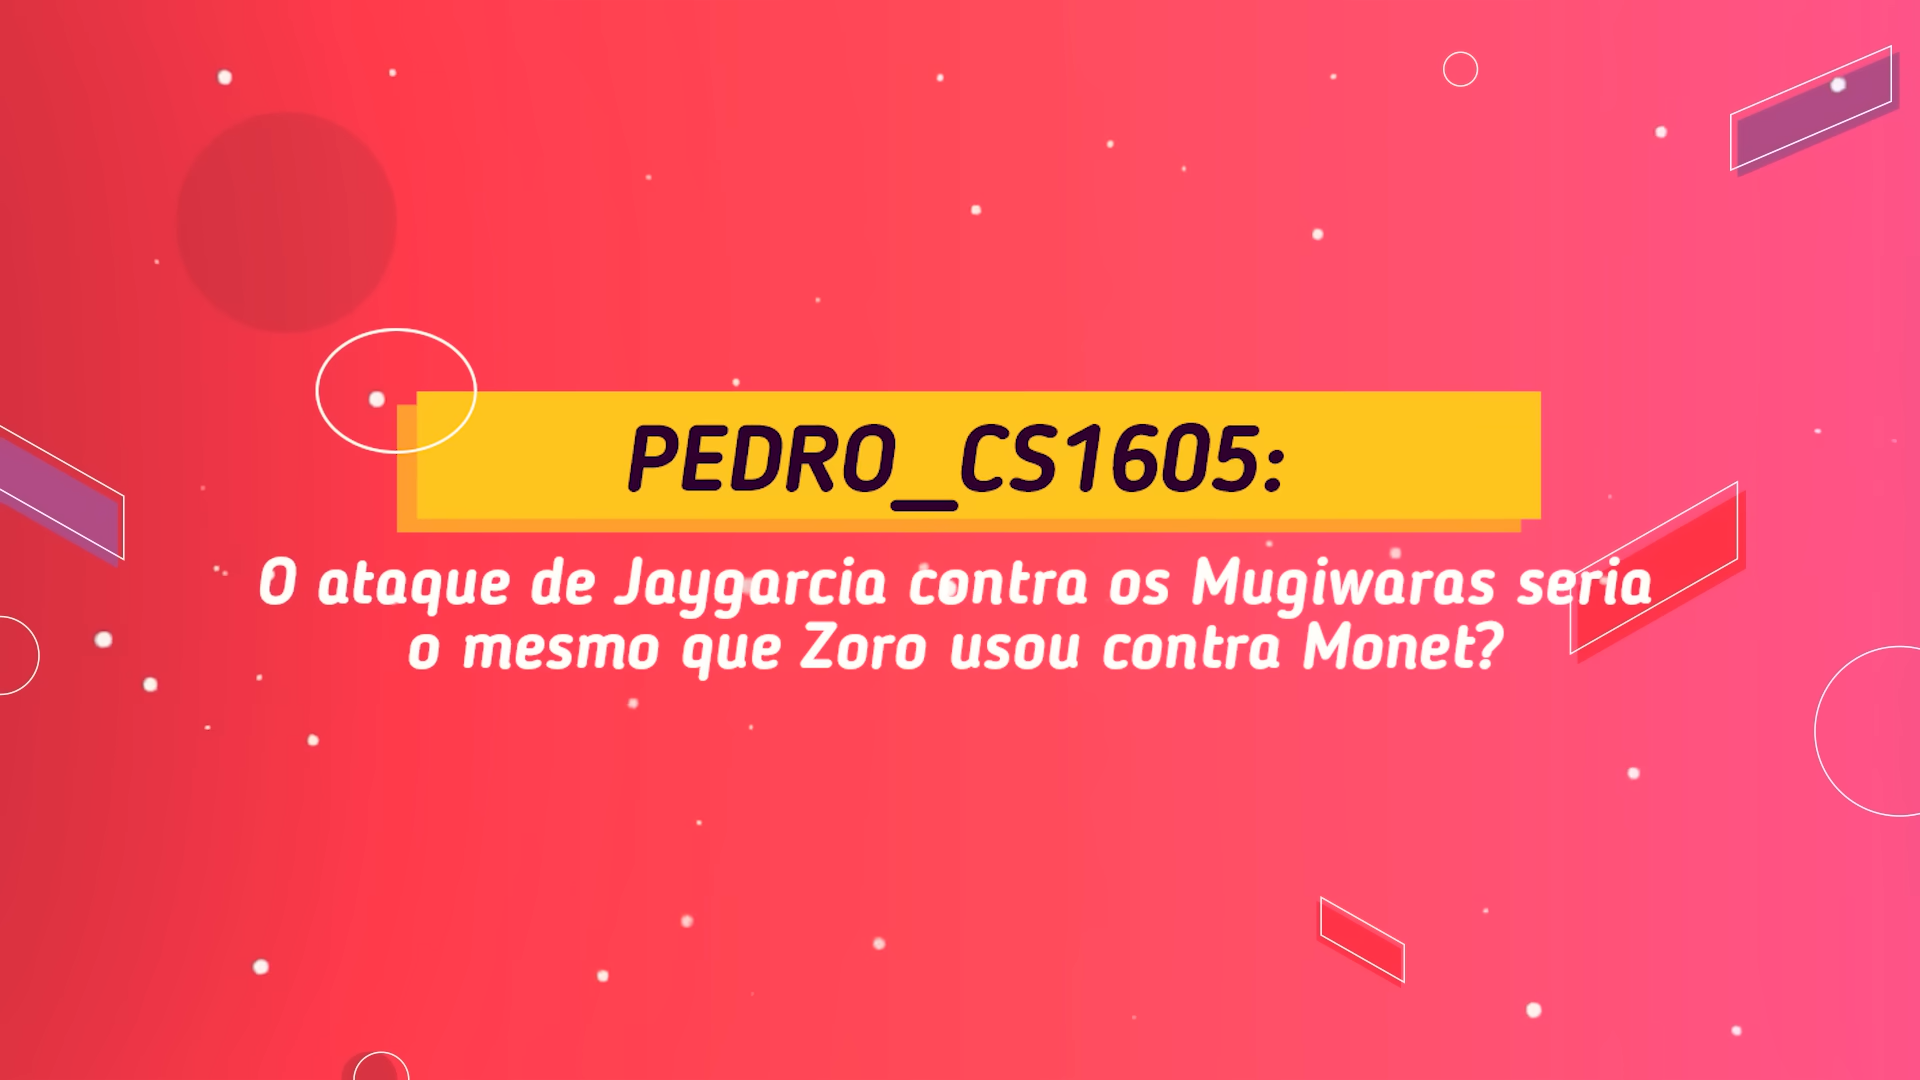 PEDRO_CS1605:
O ataque de Jaygarcia contra os Mugiwaras seria
o mesmo que Zoro usou contra Monet?